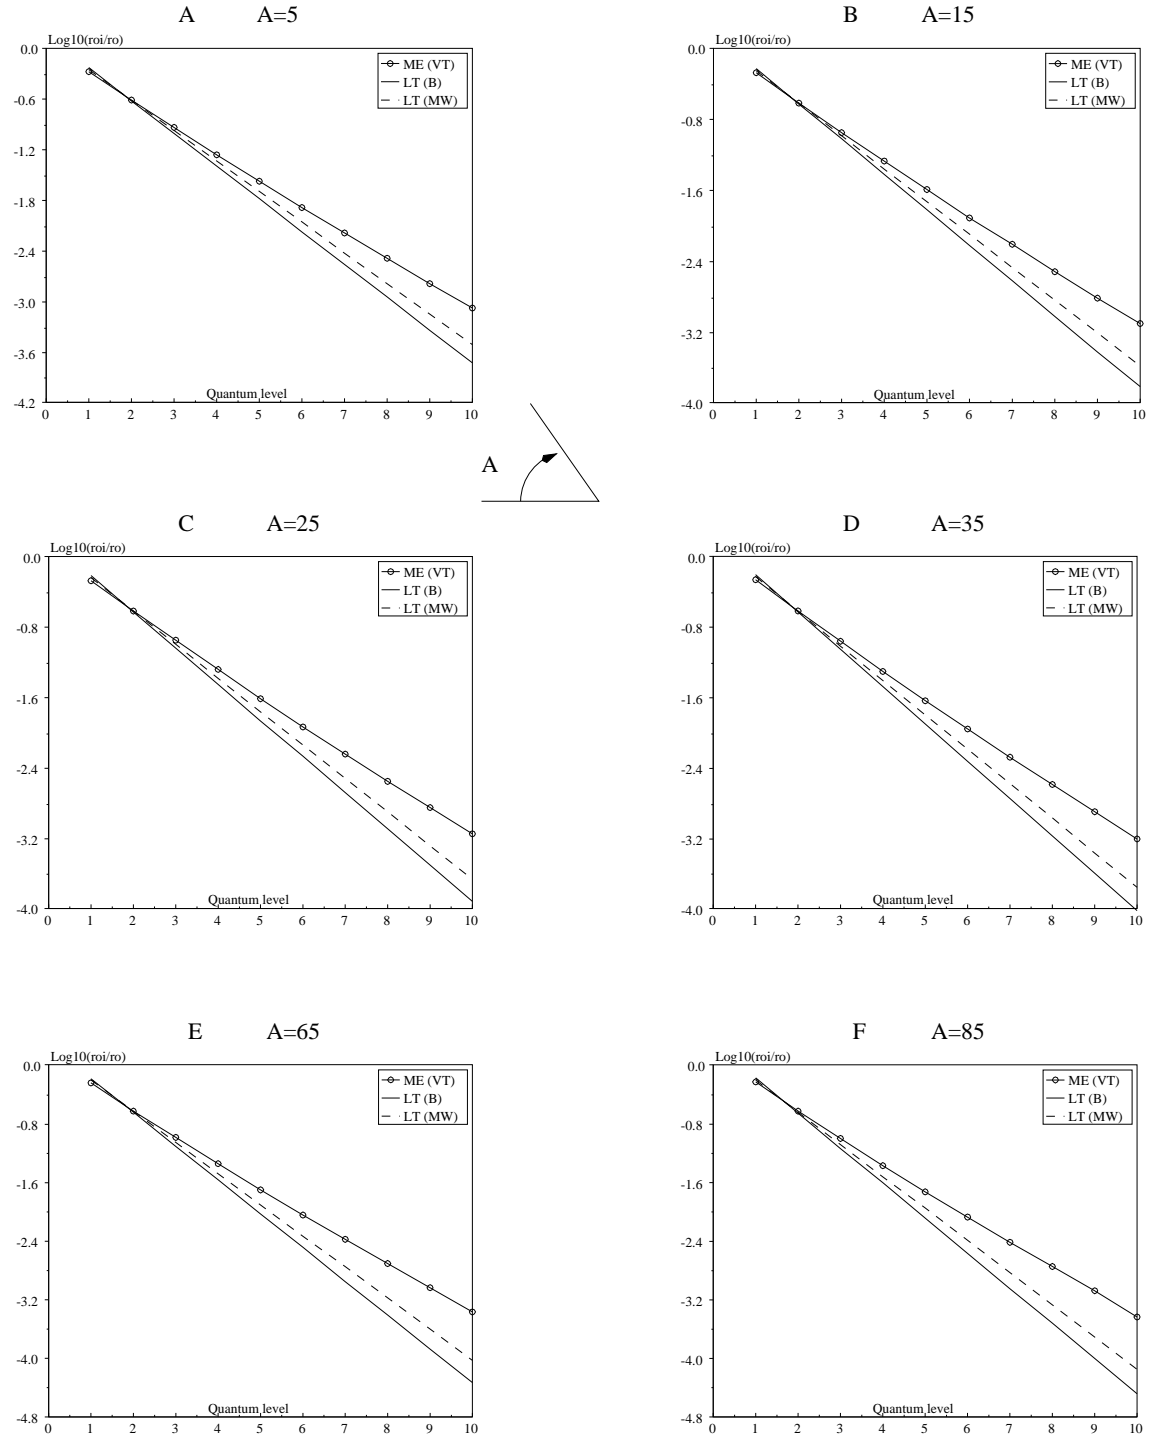 A A=5
Log10(roi/ro)
ME (VT)
LT (B)
LT (MW)
0.0
-0.6
-1.2
-1.8
-2.4
-3.0
-3.6
-4.2
Quantum level
0 1 2 3 4 5 6 7 8 9 10
B A=15
Log10(roi/ro)
ME (VT)
LT (B)
LT (MW)
0.0
-0.8
-1.6
-2.4
-3.2
-4.0
Quantum level
0 1 2 3 4 5 6 7 8 9 10
A
C A=25
Log10(roi/ro)
ME (VT)
LT (B)
LT (MW)
0.0
-0.8
-1.6
-2.4
-3.2
-4.0
Quantum level
0 1 2 3 4 5 6 7 8 9 10
D A=35
Log10(roi/ro)
ME (VT)
LT (B)
LT (MW)
0.0
-0.8
-1.6
-2.4
-3.2
-4.0
Quantum level
0 1 2 3 4 5 6 7 8 9 10
E A=65
Log10(roi/ro)
ME (VT)
LT (B)
LT (MW)
0.0
-0.8
-1.6
-2.4
-3.2
-4.0
-4.8
Quantum level
0 1 2 3 4 5 6 7 8 9 10
F A=85
Log10(roi/ro)
ME (VT)
LT (B)
LT (MW)
0.0
-0.8
-1.6
-2.4
-3.2
-4.0
-4.8
Quantum level
0 1 2 3 4 5 6 7 8 9 10